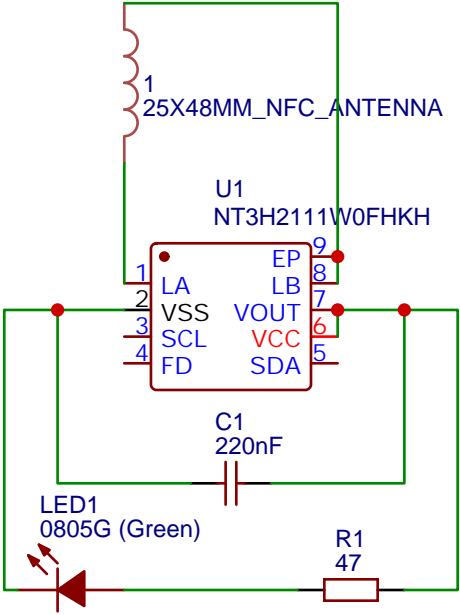 1
25X48MM_NFC_ANTENNA
U1
NT3H2111W0FHKH
EP 9
1 LA LB 8
2 VSS VOUT 7
3 SCL VCC 6
4 FD SDA 5
C1
220nF
LED1
0805G (Green)
R1
47